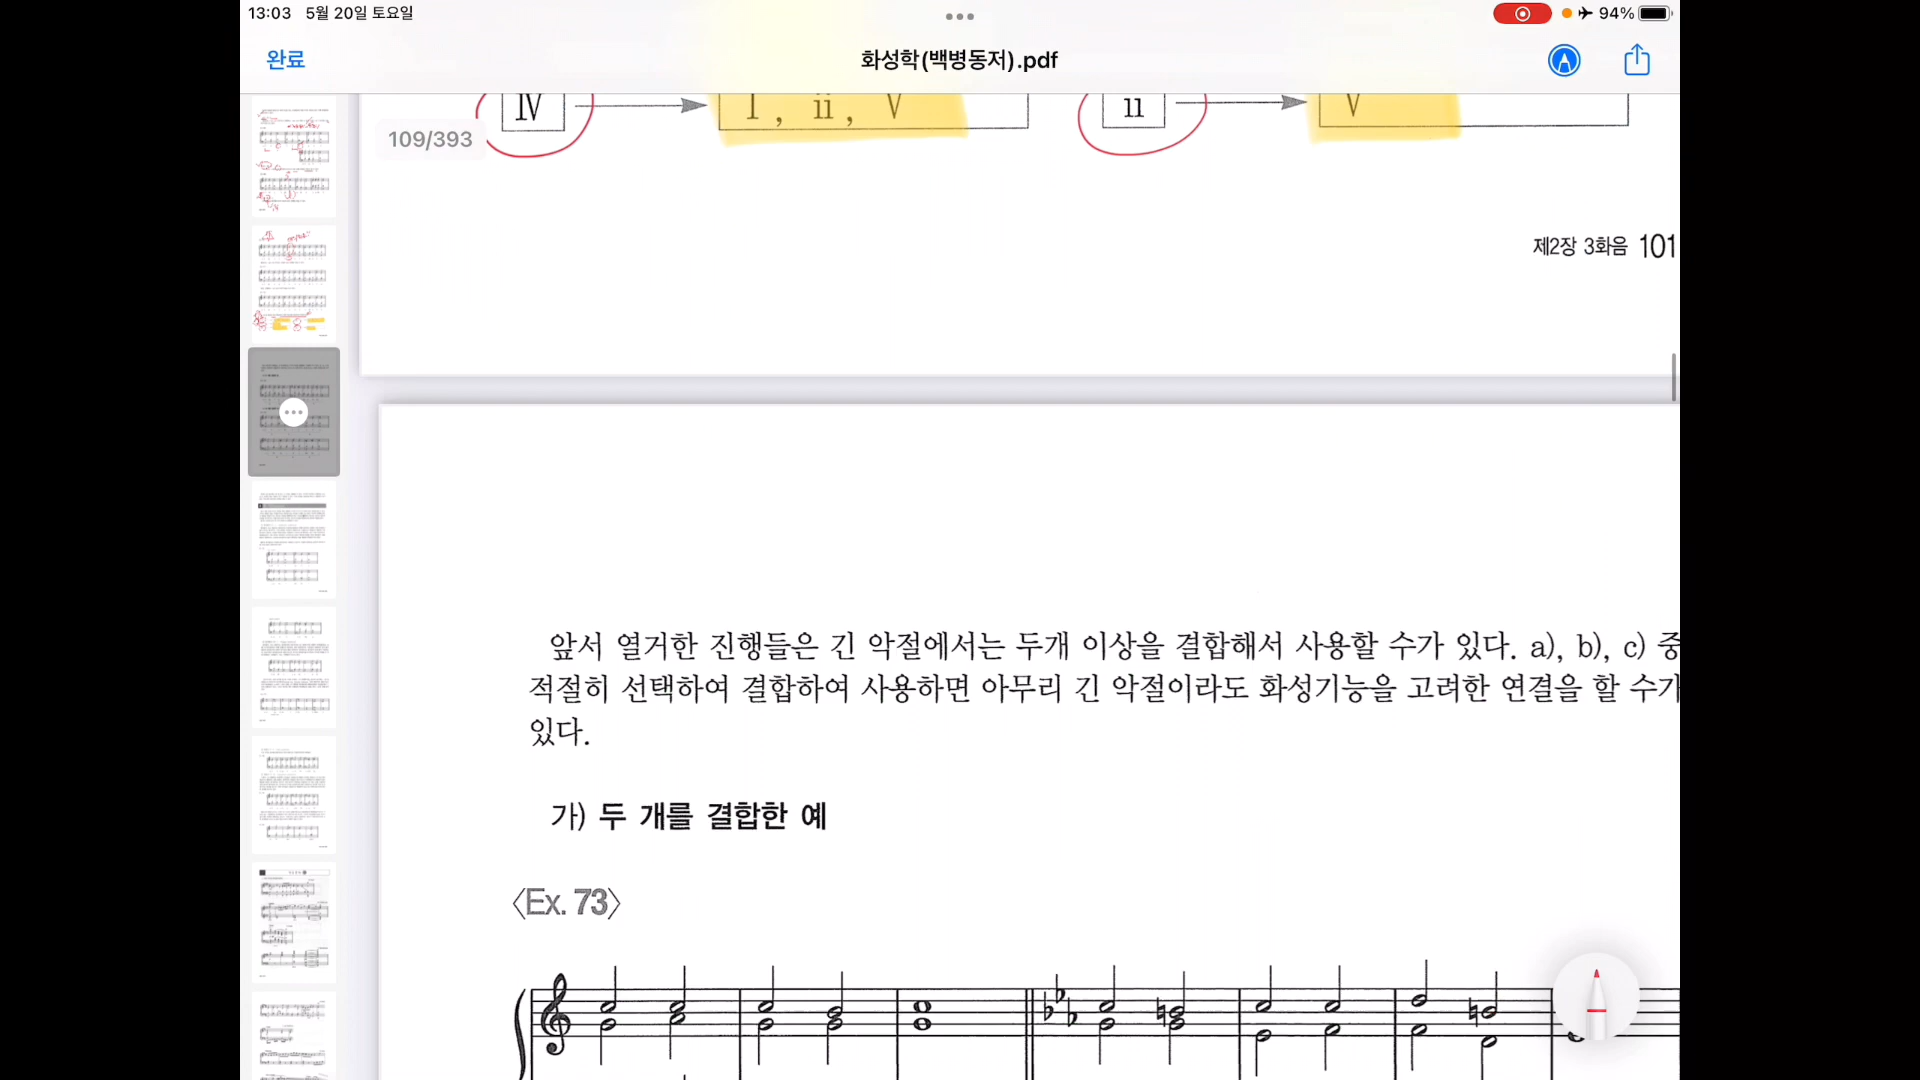 13:03 5월 20일 토요일
94%
완료
화성학(백병동저).pdf
109/393
Ⅳ
Ⅰ, ⅱ, Ⅴ
ⅱ
Ⅴ
제2장 3화음 101
앞서 열거한 진행들은 긴 악절에서는 두개 이상을 결합해서 사용할 수가 있다. a), b), c) 중
적절히 선택하여 결합하여 사용하면 아무리 긴 악절이라도 화성기능을 고려한 연결을 할 수가
있다.
가) 두 개를 결합한 예
〈Ex. 73〉